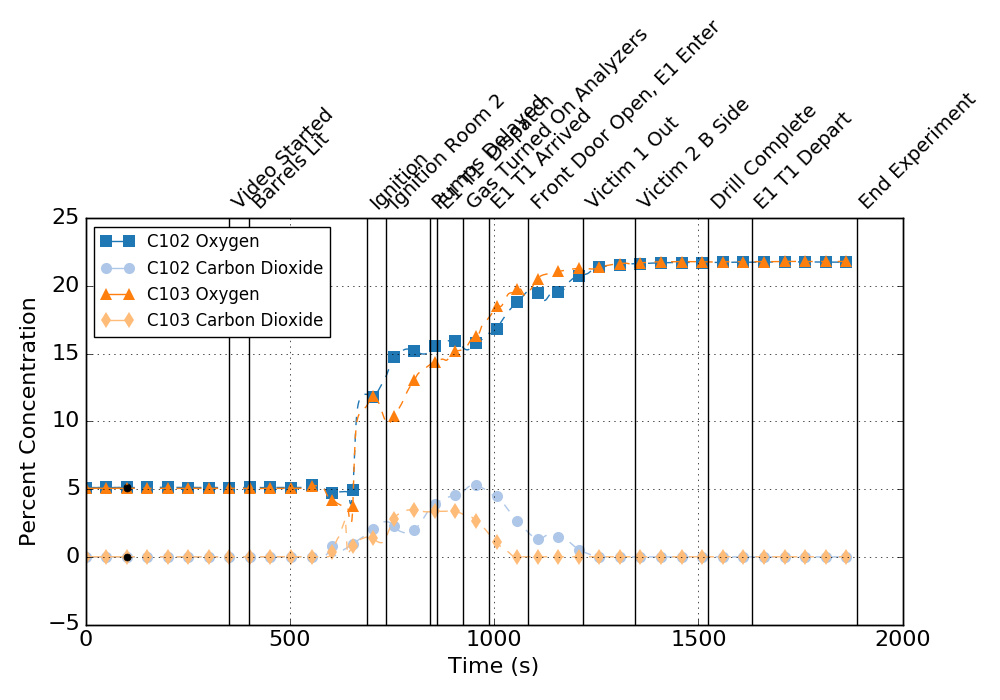 Video Started
Barrels Lit
Ignition
Ignition Room 2
Pumps Delayed
E1 T1 Dispatch
Gas Turned On Analyzers
E1 T1 Arrived
Front Door Open, E1 Enter
Victim 1 Out
Victim 2 B Side
Drill Complete
E1 T1 Depart
End Experiment
25
20
15
10
5
0
−5
Percent Concentration
C102 Oxygen
C102 Carbon Dioxide
C103 Oxygen
C103 Carbon Dioxide
0 500 1000 1500 2000
Time (s)